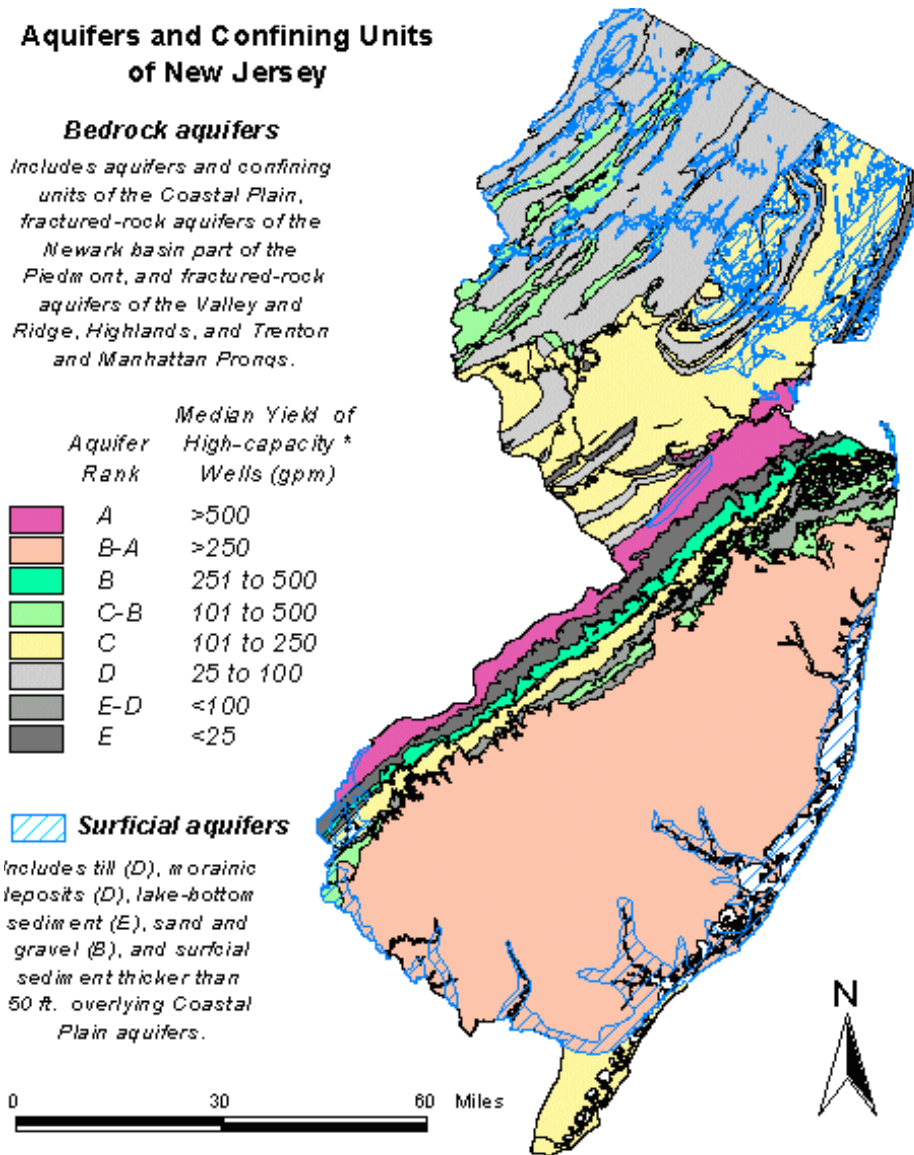 Aquifers and Confining Units
of New Jersey
Bedrock aquifers
Includes aquifers and confining
units of the Coastal Plain,
fractured-rock aquifers of the
Newark basin part of the
Piedmont, and fractured-rock
aquifers of the Valley and
Ridge, Highlands, and Trenton
and Manhattan Prongs.
Aquifer Rank
Median Yield of High-capacity * Wells (gpm)
A >500
B-A >250
B 251 to 500
C-B 101 to 500
C 101 to 250
D 25 to 100
E-D <100
E <25
Surficial aquifers
Includes till (D), morainic
deposits (D), lake-bottom
sediment (E), sand and
gravel (B), and surfcial
sediment thicker than
50 ft. overlying Coastal
Plain aquifers.
N
0 30 60 Miles